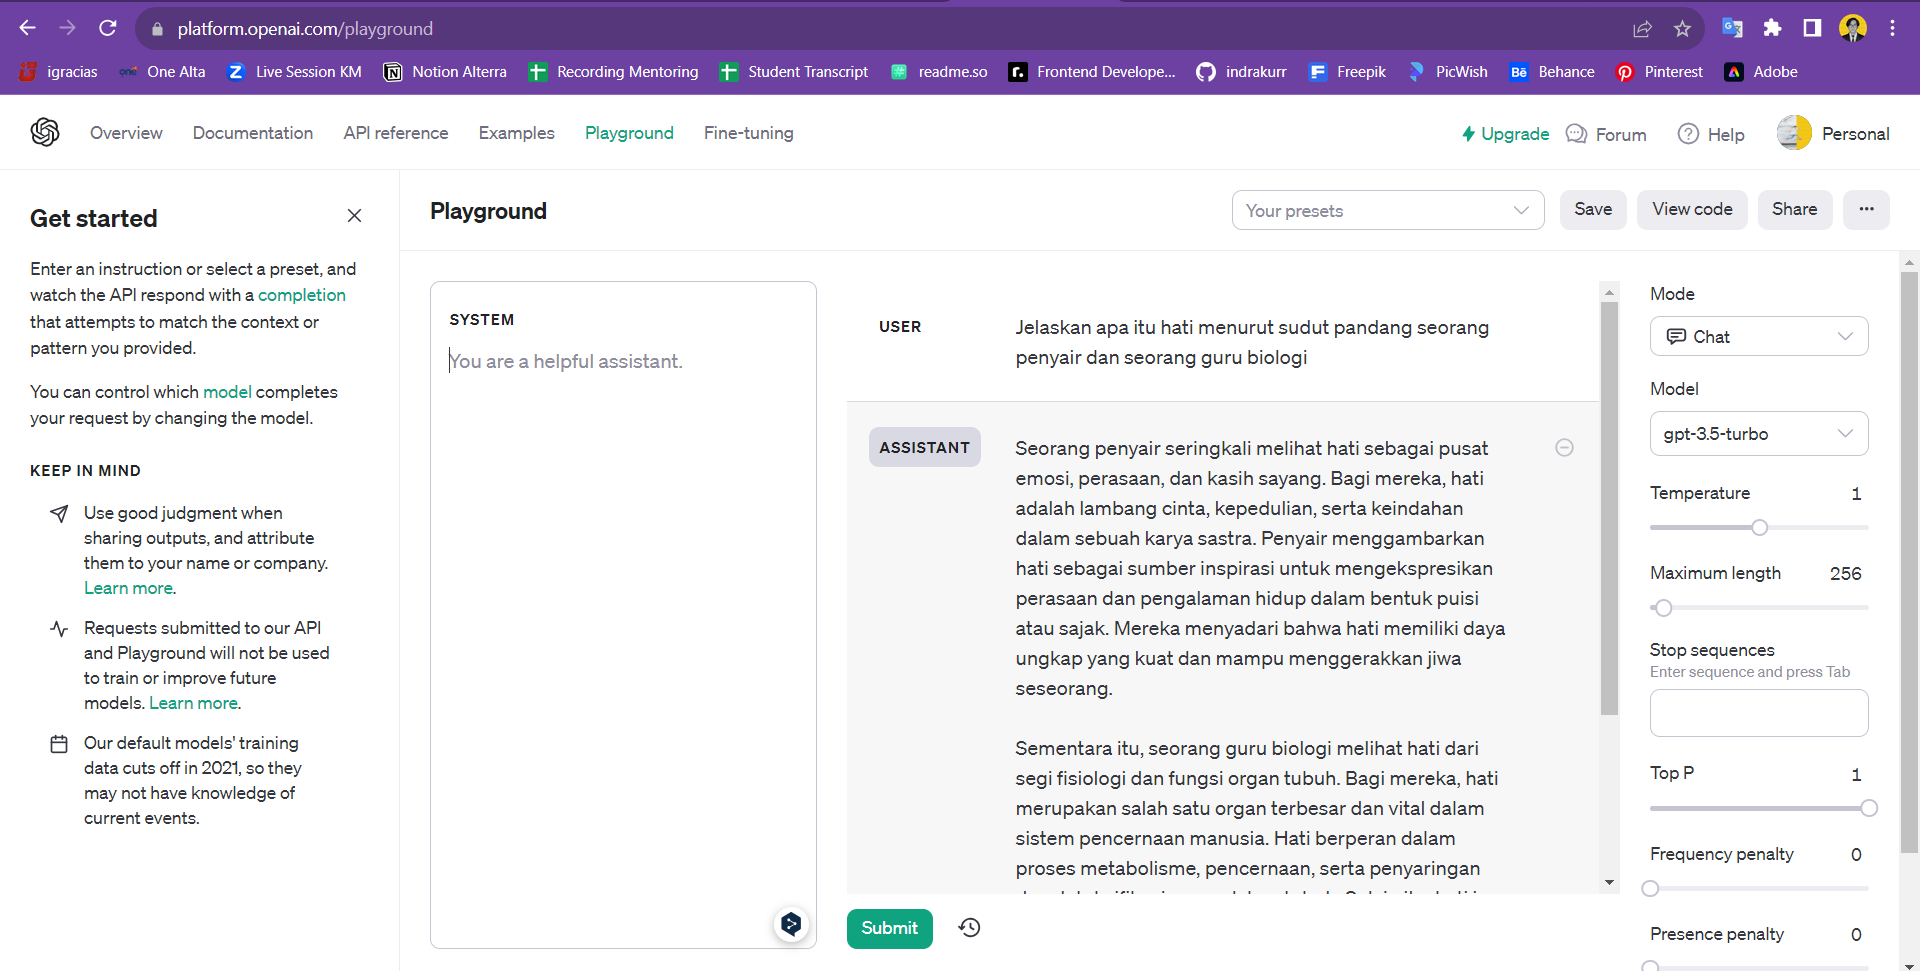 platform.openai.com/playground
igracias One Alta Live Session KM Notion Alterra Recording Mentoring Student Transcript readme.so Frontend Develope... indrakurr Freepik PicWish Behance Pinterest Adobe
Overview Documentation API reference Examples Playground Fine-tuning Upgrade Forum Help Personal
Get started
Enter an instruction or select a preset, and
watch the API respond with a completion
that attempts to match the context or
pattern you provided.
You can control which model completes
your request by changing the model.
KEEP IN MIND
Use good judgment when
sharing outputs, and attribute
them to your name or company.
Learn more.
Requests submitted to our API
and Playground will not be used
to train or improve future
models. Learn more.
Our default models' training
data cuts off in 2021, so they
may not have knowledge of
current events.
Playground
Your presets
Save
View code
Share
...
SYSTEM
You are a helpful assistant.
USER
Jelaskan apa itu hati menurut sudut pandang seorang
penyair dan seorang guru biologi
ASSISTANT
Seorang penyair seringkali melihat hati sebagai pusat
emosi, perasaan, dan kasih sayang. Bagi mereka, hati
adalah lambang cinta, kepedulian, serta keindahan
dalam sebuah karya sastra. Penyair menggambarkan
hati sebagai sumber inspirasi untuk mengekspresikan
perasaan dan pengalaman hidup dalam bentuk puisi
atau sajak. Mereka menyadari bahwa hati memiliki daya
ungkap yang kuat dan mampu menggerakkan jiwa
seseorang.
Sementara itu, seorang guru biologi melihat hati dari
segi fisiologi dan fungsi organ tubuh. Bagi mereka, hati
merupakan salah satu organ terbesar dan vital dalam
sistem pencernaan manusia. Hati berperan dalam
proses metabolisme, pencernaan, serta penyaringan
Submit
Mode
Chat
Model
gpt-3.5-turbo
Temperature 1
Maximum length 256
Stop sequences
Enter sequence and press Tab
Top P 1
Frequency penalty 0
Presence penalty 0